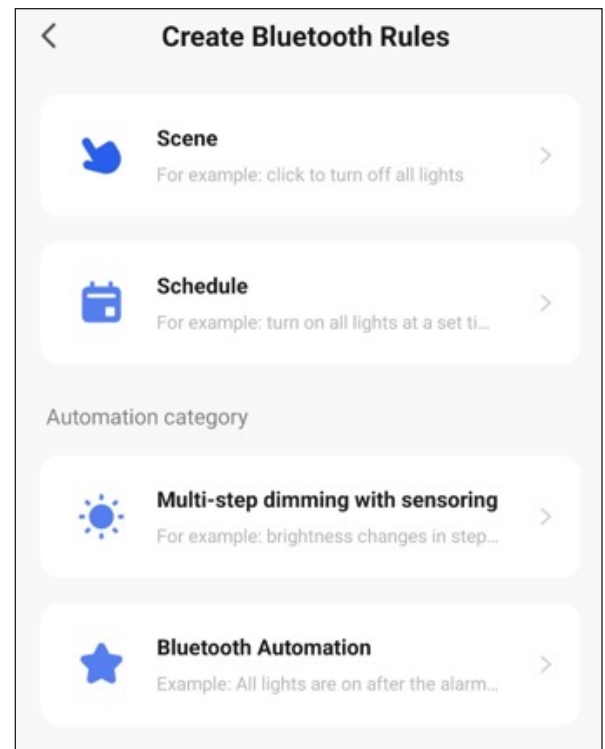 Create Bluetooth Rules
Scene
For example: click to turn off all lights
Schedule
For example: turn on all lights at a set ti...
Automation category
Multi-step dimming with sensoring
For example: brightness changes in step...
Bluetooth Automation
Example: All lights are on after the alarm...